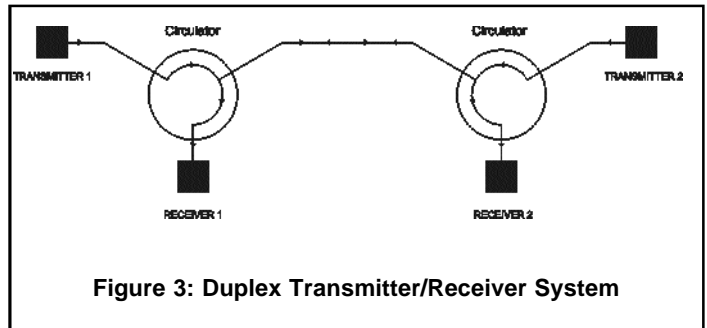 Circulator
Circulator
TRANSMITTER 1
TRANSMITTER 2
RECEIVER 1
RECEIVER 2
Figure 3: Duplex Transmitter/Receiver System